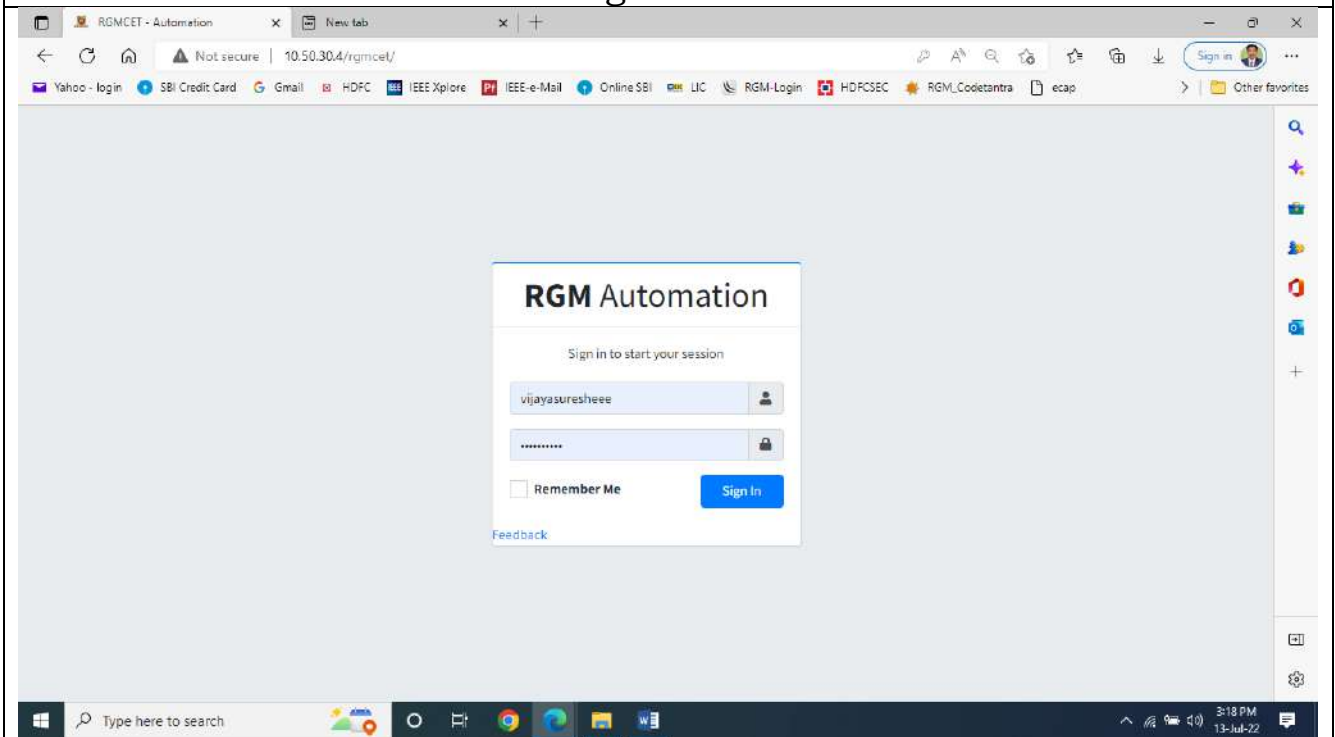 RGMCET - Automation New tab
Not secure 10.50.30.4/rgmcet/ Sign in
Yahoo - login SBI Credit Card Gmail HDFC IEEE Xplore IEEE-e-Mail Online SBI LIC RGM-Login HDFCSEC RGM_Codetantra ecap Other favorites
RGM Automation
Sign in to start your session
vijayasuresheee
••••••••••
Remember Me Sign In
Feedback
Type here to search
3:18 PM
13-Jul-22